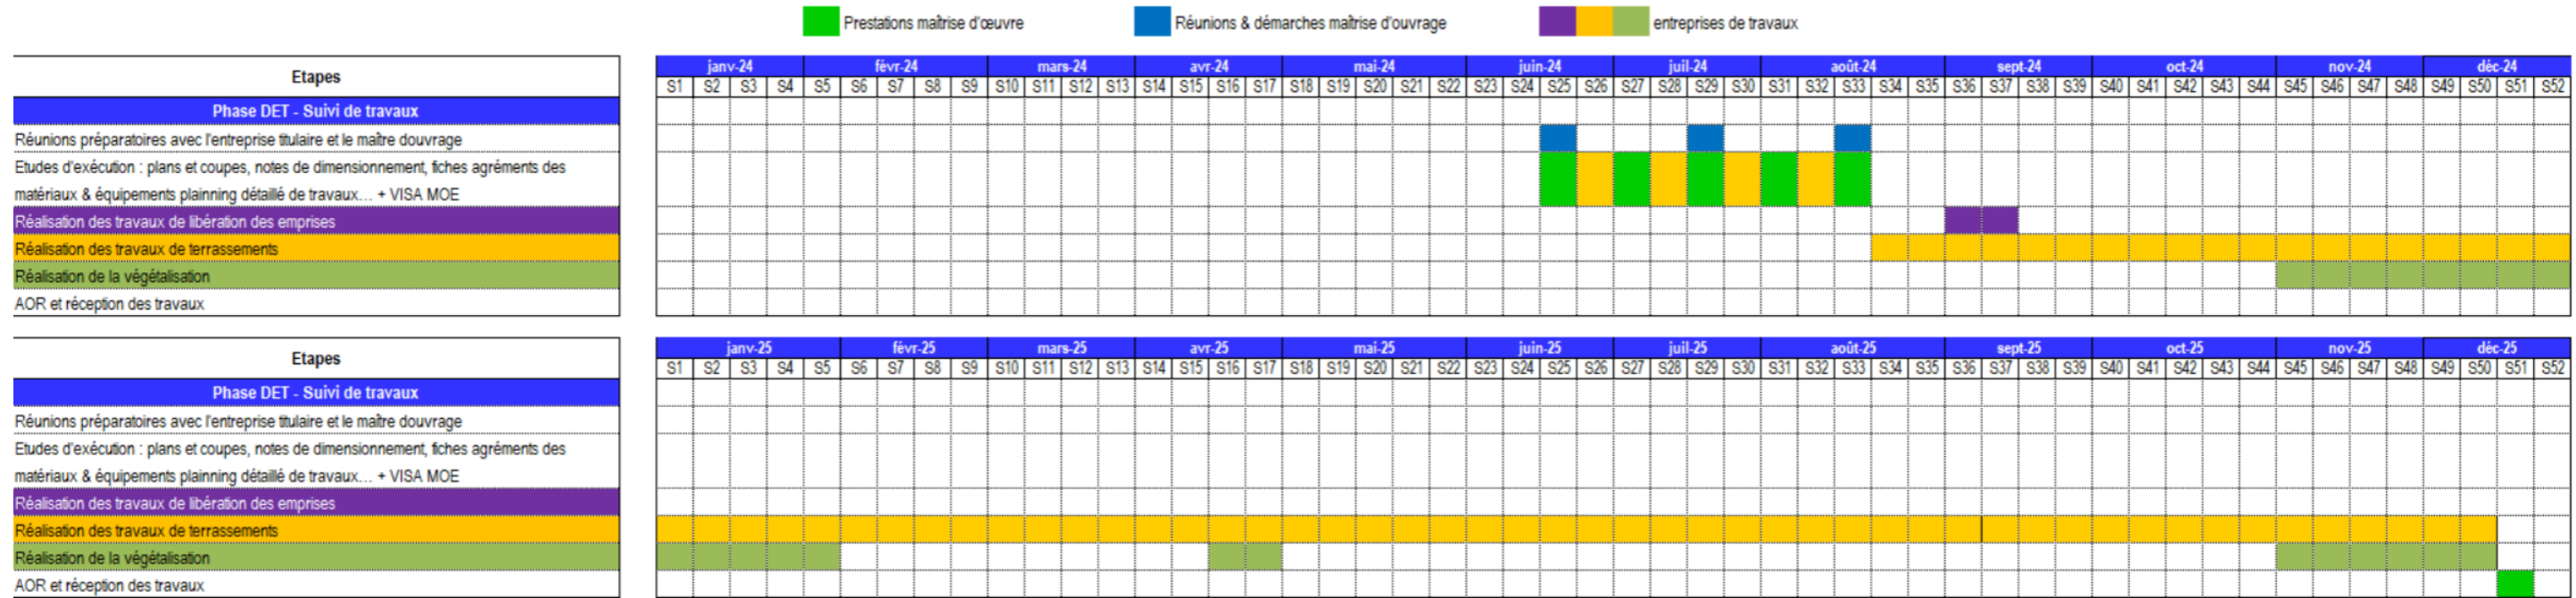 Prestations maîtrise d'œuvre Réunions & démarches maîtrise d'ouvrage entreprises de travaux
Etapes janv-24 févr-24 mars-24 avr-24 mai-24 juin-24 juil-24 août-24 sept-24 oct-24 nov-24 déc-24
S1 S2 S3 S4 S5 S6 S7 S8 S9 S10 S11 S12 S13 S14 S15 S16 S17 S18 S19 S20 S21 S22 S23 S24 S25 S26 S27 S28 S29 S30 S31 S32 S33 S34 S35 S36 S37 S38 S39 S40 S41 S42 S43 S44 S45 S46 S47 S48 S49 S50 S51 S52
Phase DET - Suivi de travaux
Réunions préparatoires avec l'entreprise titulaire et le maître douvrage
Etudes d'exécution : plans et coupes, notes de dimensionnement, fiches agréments des
matériaux & équipements plainning détaillé de travaux... + VISA MOE
Réalisation des travaux de libération des emprises
Réalisation des travaux de terrassements
Réalisation de la végétalisation
AOR et réception des travaux
Etapes janv-25 févr-25 mars-25 avr-25 mai-25 juin-25 juil-25 août-25 sept-25 oct-25 nov-25 déc-25
S1 S2 S3 S4 S5 S6 S7 S8 S9 S10 S11 S12 S13 S14 S15 S16 S17 S18 S19 S20 S21 S22 S23 S24 S25 S26 S27 S28 S29 S30 S31 S32 S33 S34 S35 S36 S37 S38 S39 S40 S41 S42 S43 S44 S45 S46 S47 S48 S49 S50 S51 S52
Phase DET - Suivi de travaux
Réunions préparatoires avec l'entreprise titulaire et le maître douvrage
Etudes d'exécution : plans et coupes, notes de dimensionnement, fiches agréments des
matériaux & équipements plainning détaillé de travaux... + VISA MOE
Réalisation des travaux de libération des emprises
Réalisation des travaux de terrassements
Réalisation de la végétalisation
AOR et réception des travaux